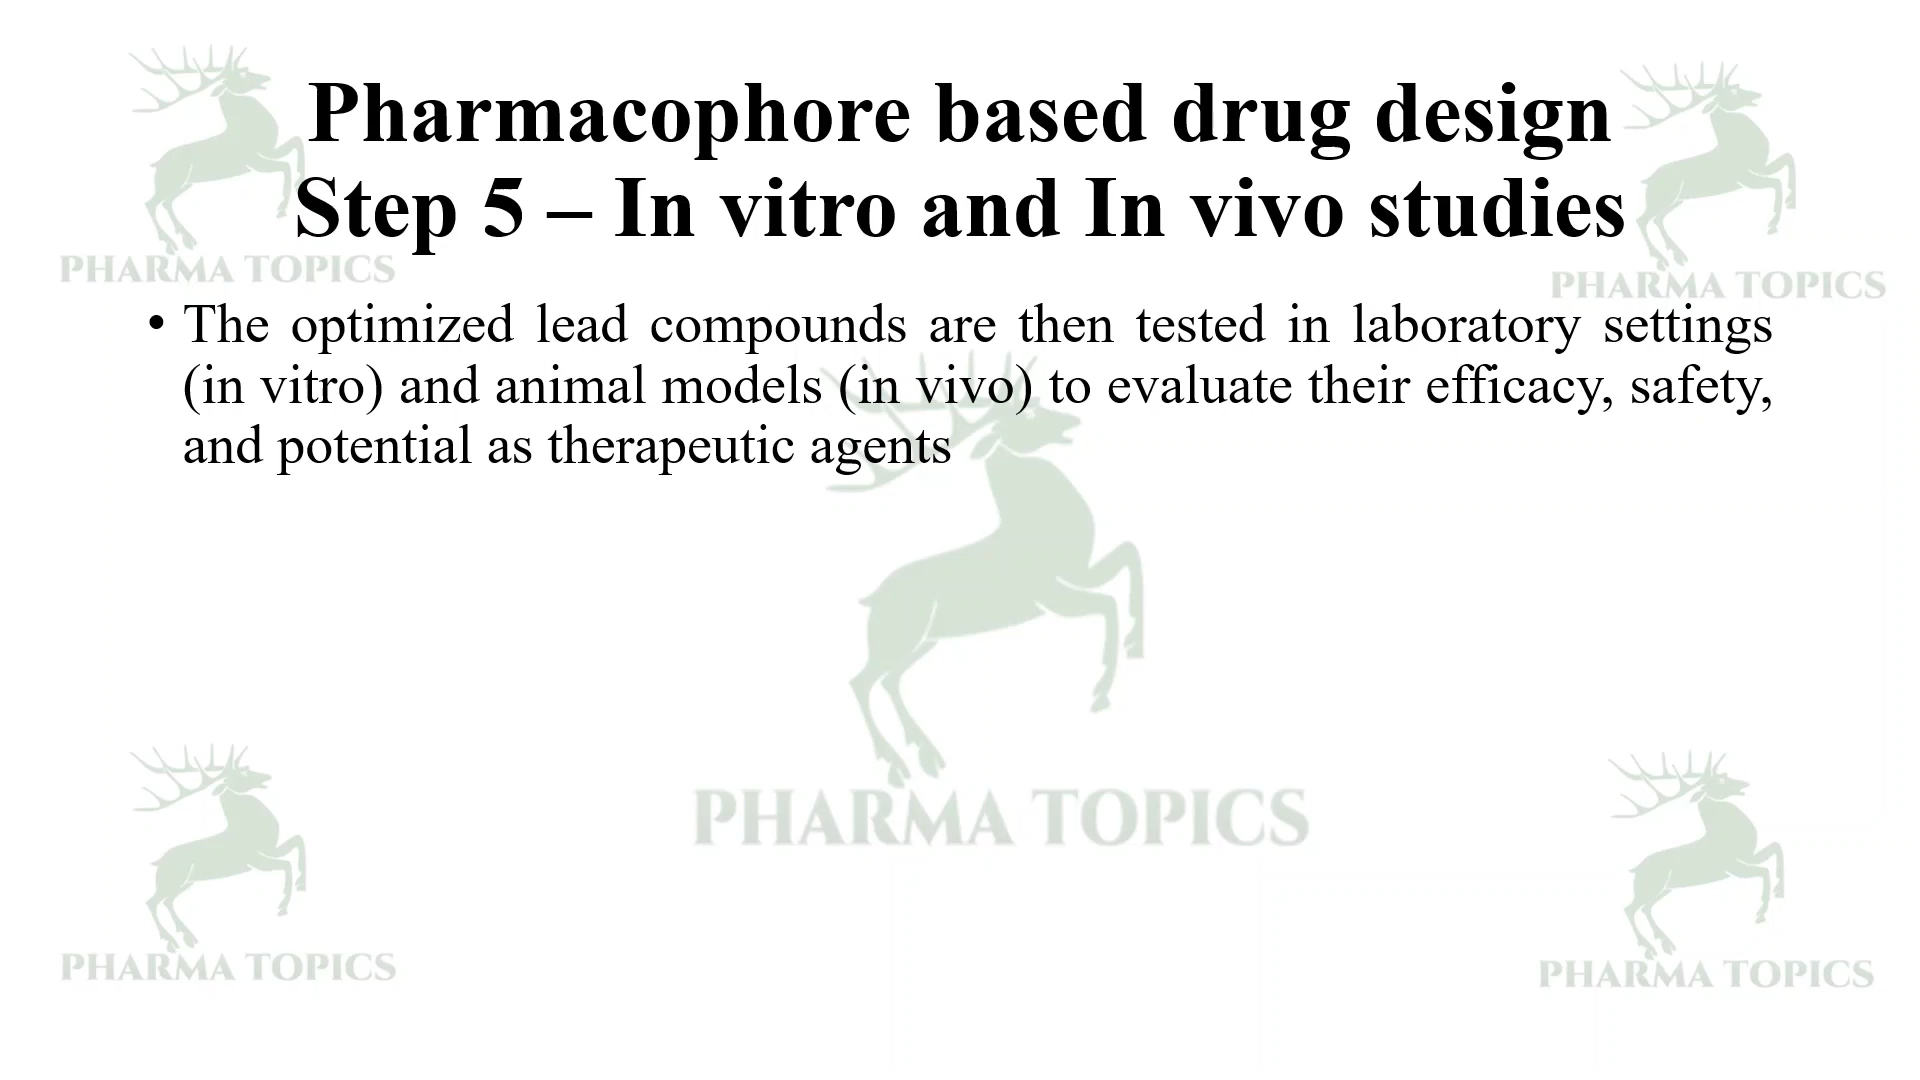 Pharmacophore based drug design
Step 5 – In vitro and In vivo studies
PHARMA TOPICS
PHARMA TOPICS
• The optimized lead compounds are then tested in laboratory settings
(in vitro) and animal models (in vivo) to evaluate their efficacy, safety,
and potential as therapeutic agents
PHARMA TOPICS
PHARMA TOPICS
PHARMA TOPICS